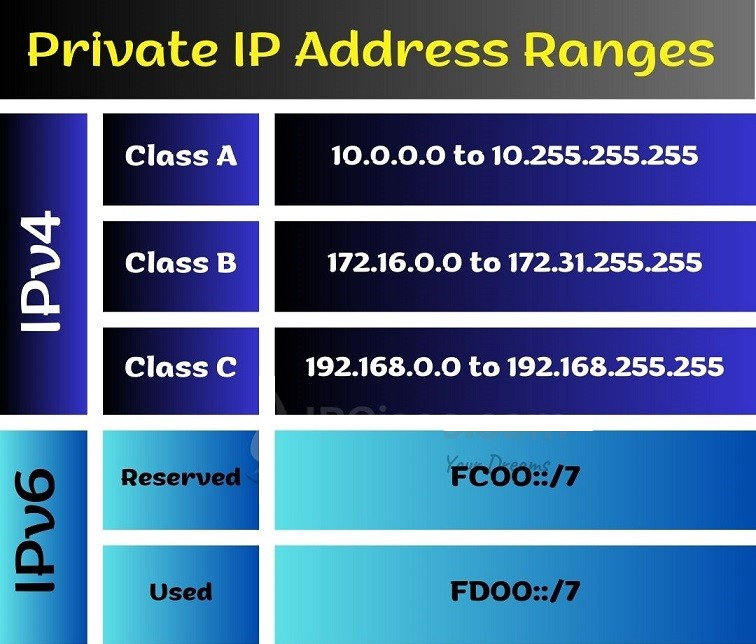 Private IP Address Ranges
IPv4
Class A
10.0.0.0 to 10.255.255.255
Class B
172.16.0.0 to 172.31.255.255
Class C
192.168.0.0 to 192.168.255.255
IPv6
Reserved
FC00::/7
Your Dreams
Used
FD00::/7